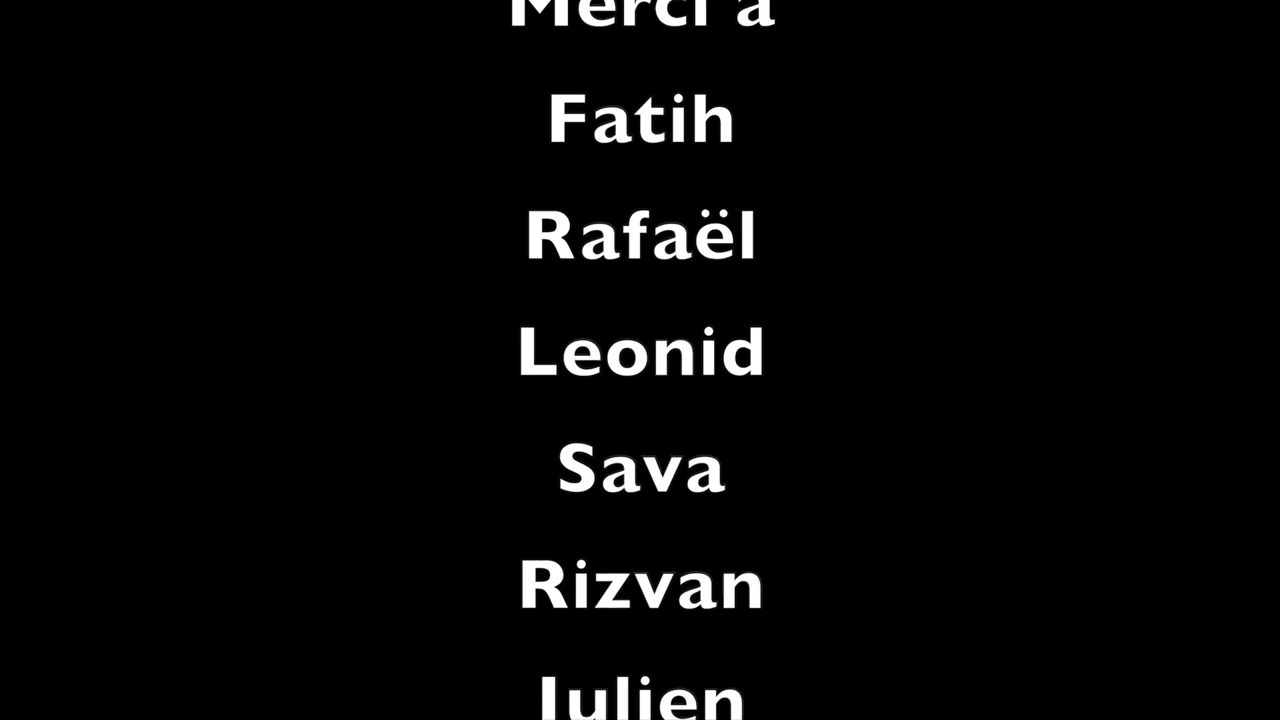 Merci à
Fatih
Rafaël
Leonid
Sava
Rizvan
Julien